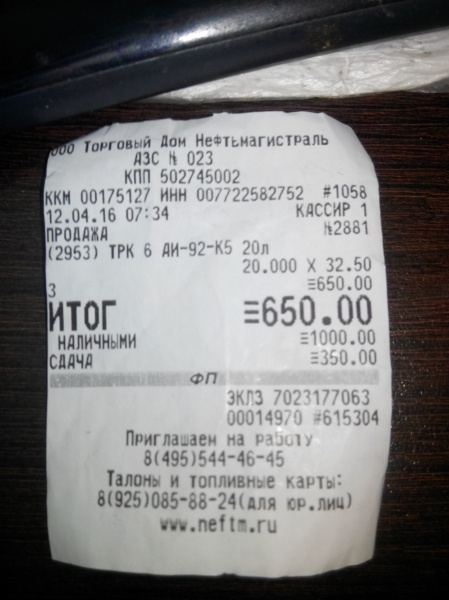 ООО Торговый Дом Нефтьмагистраль
АЗС № 023
КПП 502745002
ККМ 00175127 ИНН 007722582752 #1058
12.04.16 07:34 КАССИР 1
ПРОДАЖА №2881
(2953) ТРК 6 АИ-92-К5 20л
20.000 X 32.50
3 ≡650.00
ИТОГ ≡650.00
НАЛИЧНЫМИ ≡1000.00
СДАЧА ≡350.00
ФП
ЭКЛЗ 7023177063
00014970 #615304
Приглашаем на работу
8(495)544-46-45
Талоны и топливные карты:
8(925)085-88-24(для юр.лиц)
www.neftm.ru